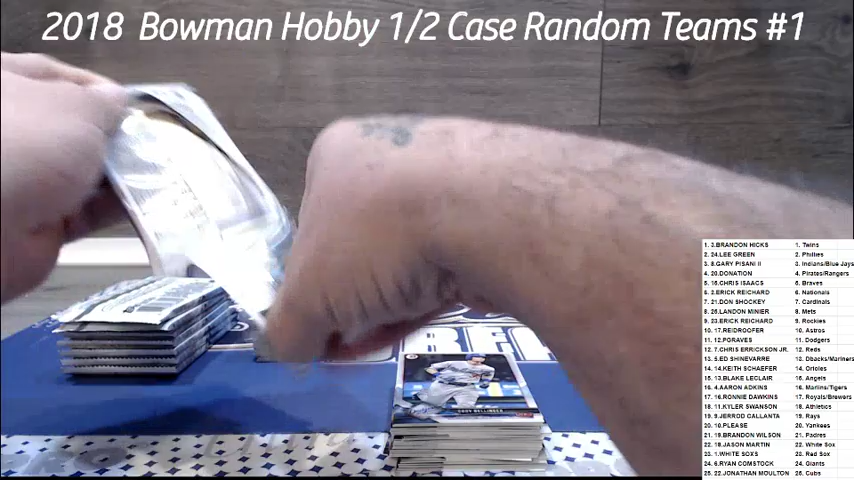 2018 Bowman Hobby 1/2 Case Random Teams #1
1. 3.BRANDON HICKS 1. Twins
2. 24.LEE GREEN 2. Phillies
3. 8.GARY PISANI II 3. Indians/Blue Jays
4. 20.DONATION 4. Pirates/Rangers
5. 15.CHRIS ISAACS 5. Braves
6. 2.ERICK REICHARD 6. Nationals
7. 21.DON SHOCKEY 7. Cardinals
8. 25.LANDON MINIER 8. Mets
9. 23.ERICK REICHARD 9. Rockies
10. 17.REIDROOFER 10. Astros
11. 12.PGRAVES 11. Dodgers
12. 7.CHRIS ERRICKSON JR. 12. Reds
13. 5.ED SHINEVARRE 13. Dbacks/Mariners
14. 14.KEITH SCHAEFER 14. Orioles
15. 13.BLAKE LECLAIR 15. Angels
16. 4.AARON ADKINS 16. Marlins/Tigers
17. 16.RONNIE DAWKINS 17. Royals/Brewers
18. 11.KYLER SWANSON 18. Athletics
19. 9.JERROD CALLANTA 19. Rays
20. 10.PLEASE 20. Yankees
21. 19.BRANDON WILSON 21. Padres
22. 18.JASON MARTIN 22. White Sox
23. 1.WHITE SOXS 23. Red Sox
24. 6.RYAN COMSTOCK 24. Giants
25. 22.JONATHAN MOULTON 25. Cubs
CODY BELLINGER